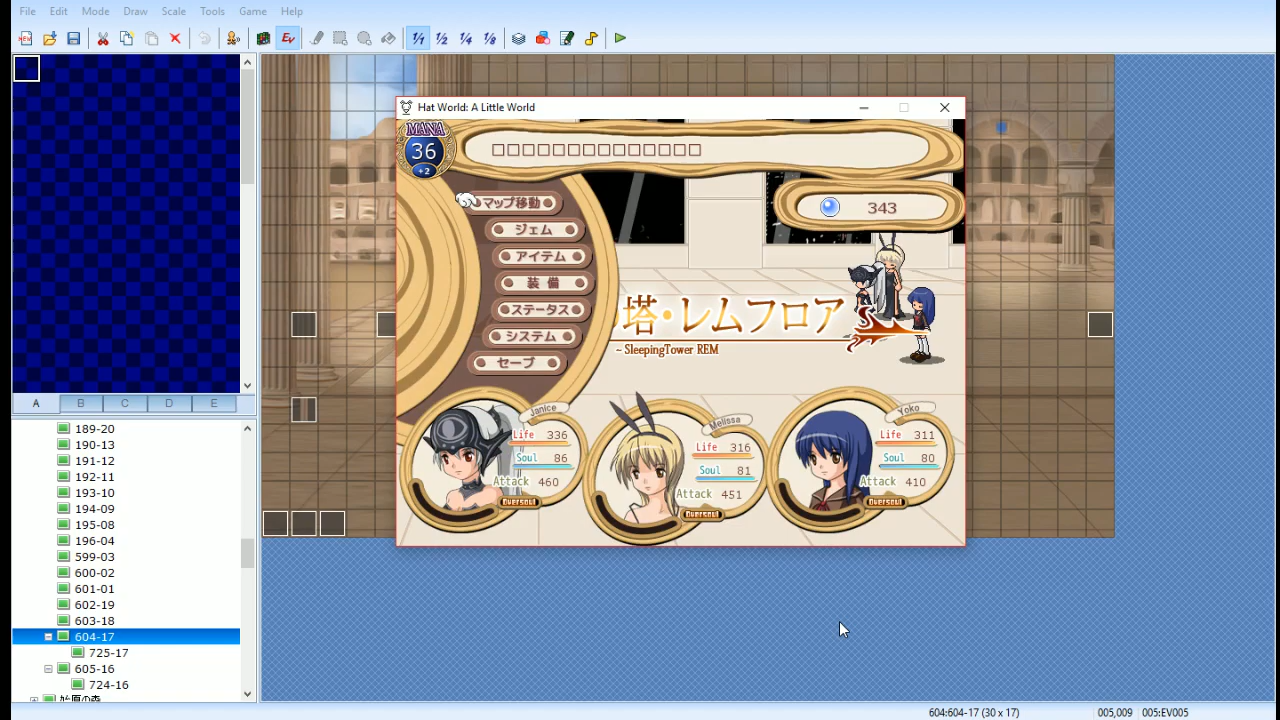 File Edit Mode Draw Scale Tools Game Help
NEW Ev 1/1 1/2 1/4 1/8
Hat World: A Little World
MANA
36
+2
□□□□□□□□□□□□□□
343
マップ移動
ジェム
アイテム
装備
ステータス
システム
セーブ
塔・レムフロア
~ SleepingTower REM
Janice
Life 336
Soul 86
Attack 460
Oversoul
Melissa
Life 316
Soul 81
Attack 451
Oversoul
Yoko
Life 311
Soul 80
Attack 410
Oversoul
A B C D E
189-20
190-13
191-12
192-11
193-10
194-09
195-08
196-04
599-03
600-02
601-01
602-19
603-18
604-17
725-17
605-16
724-16
604:604-17 (30 x 17) 005,009 005:EV005